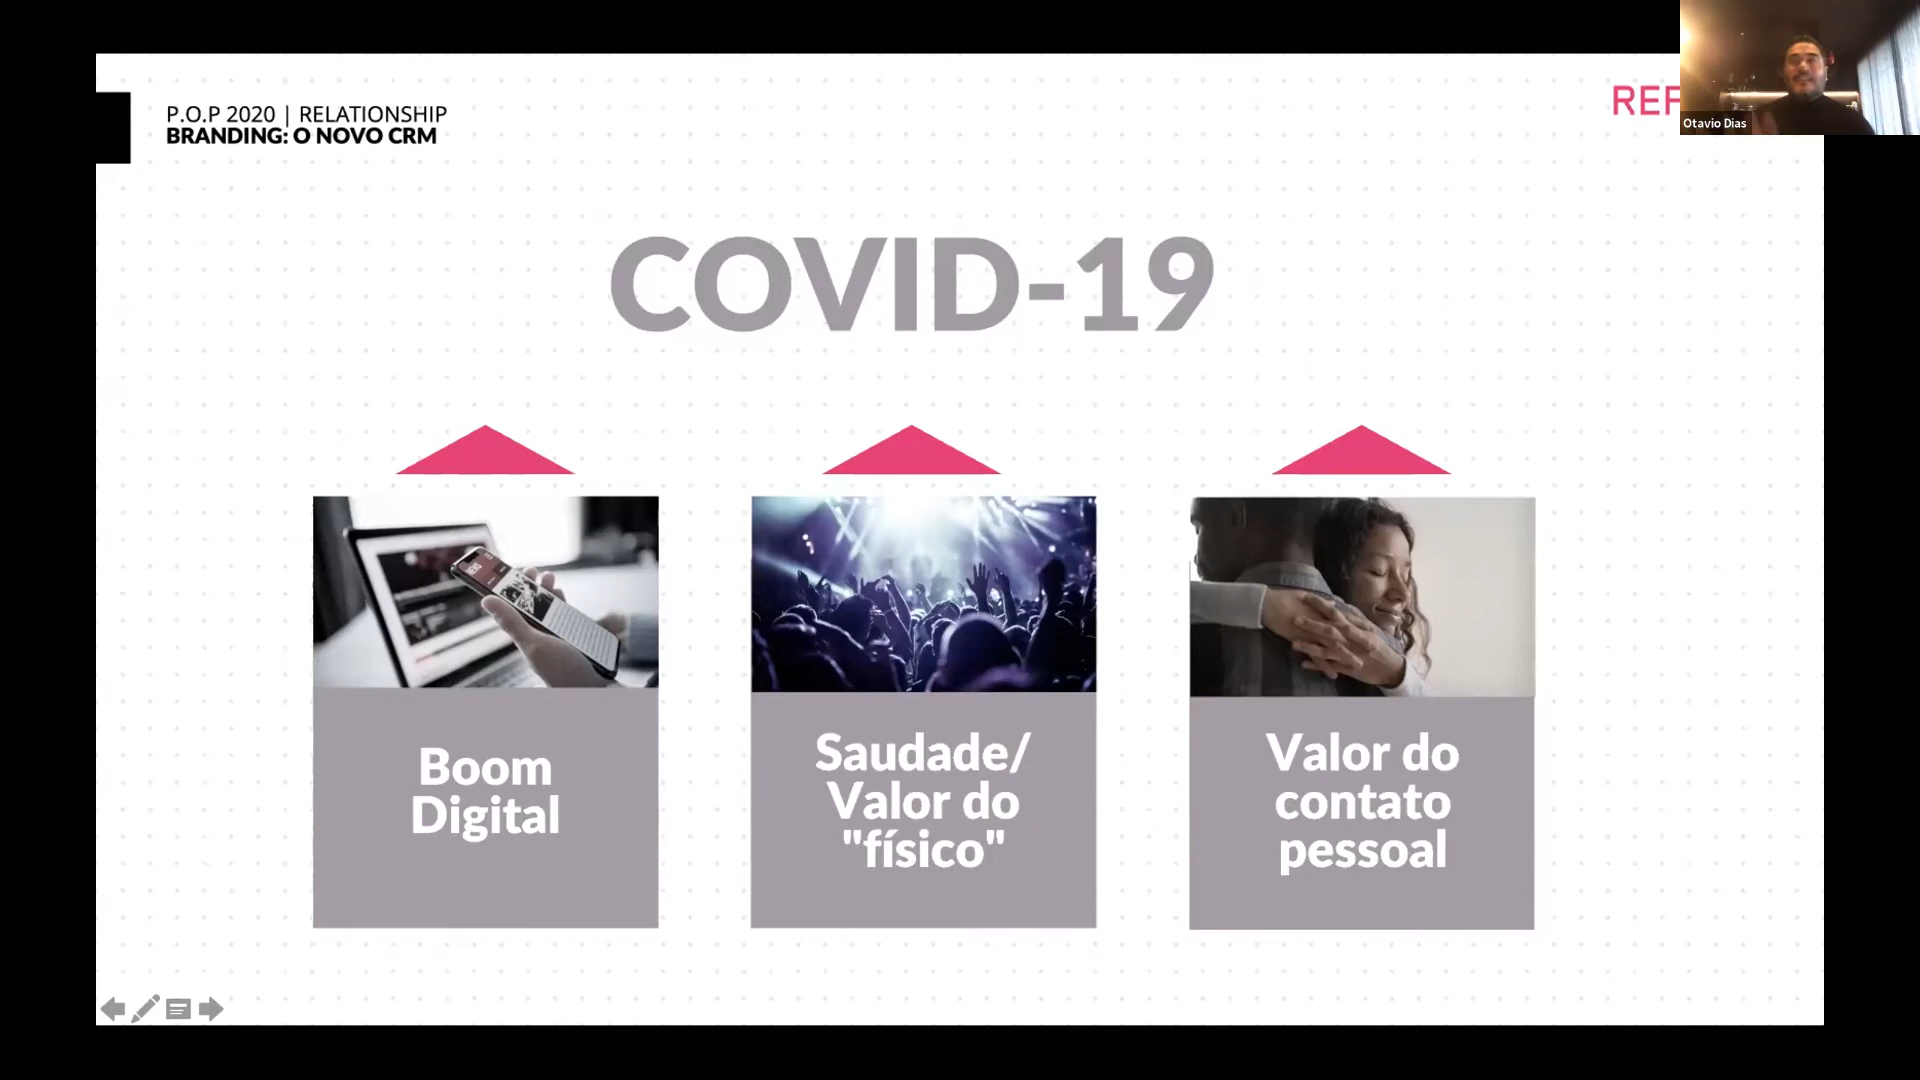 P.O.P 2020 | RELATIONSHIP
BRANDING: O NOVO CRM
Otavio Dias
COVID-19
Boom
Digital
Saudade/
Valor do
"físico"
Valor do
contato
pessoal